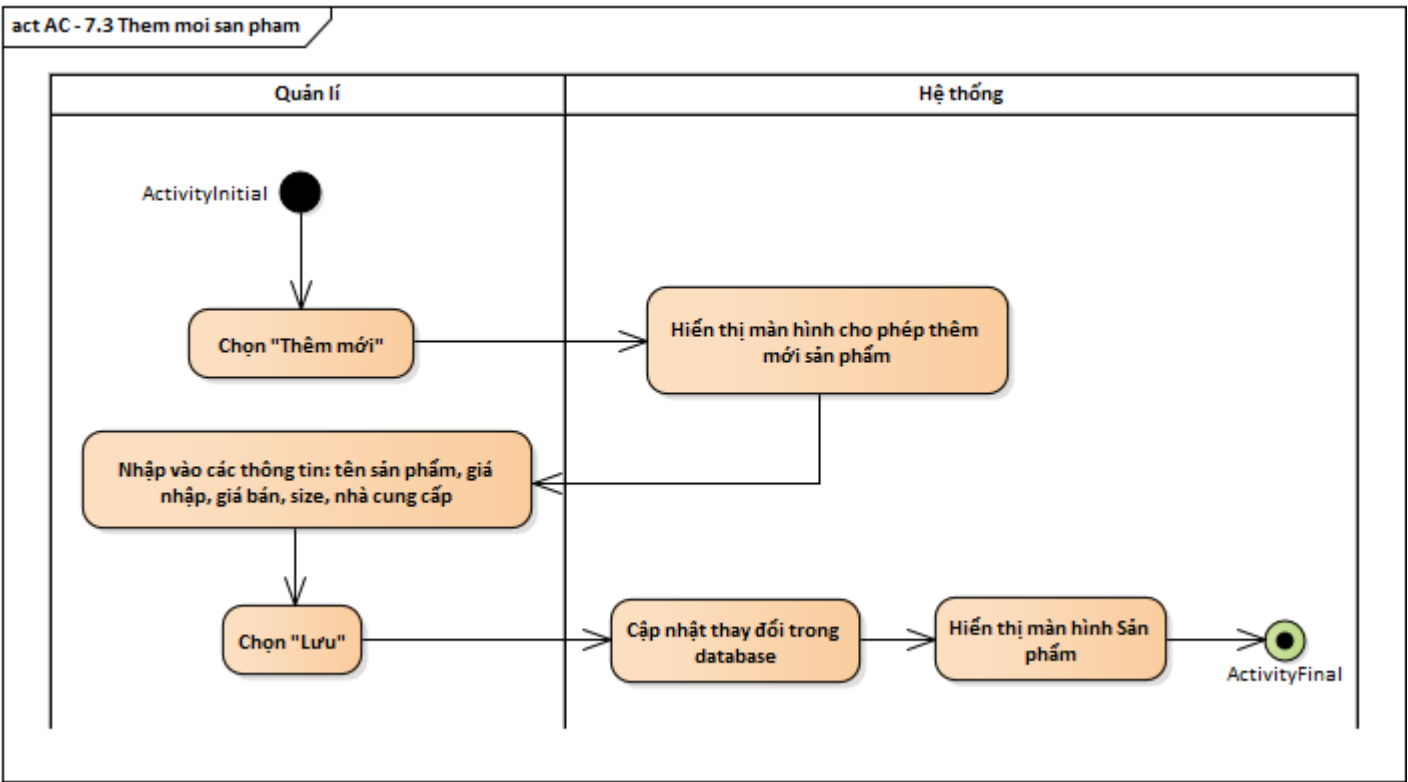 act AC - 7.3 Them moi san pham
Quản lí
Hệ thống
ActivityInitial
Chọn "Thêm mới"
Hiển thị màn hình cho phép thêm
mới sản phẩm
Nhập vào các thông tin: tên sản phẩm, giá
nhập, giá bán, size, nhà cung cấp
Chọn "Lưu"
Cập nhật thay đổi trong
database
Hiển thị màn hình Sản
phẩm
ActivityFinal